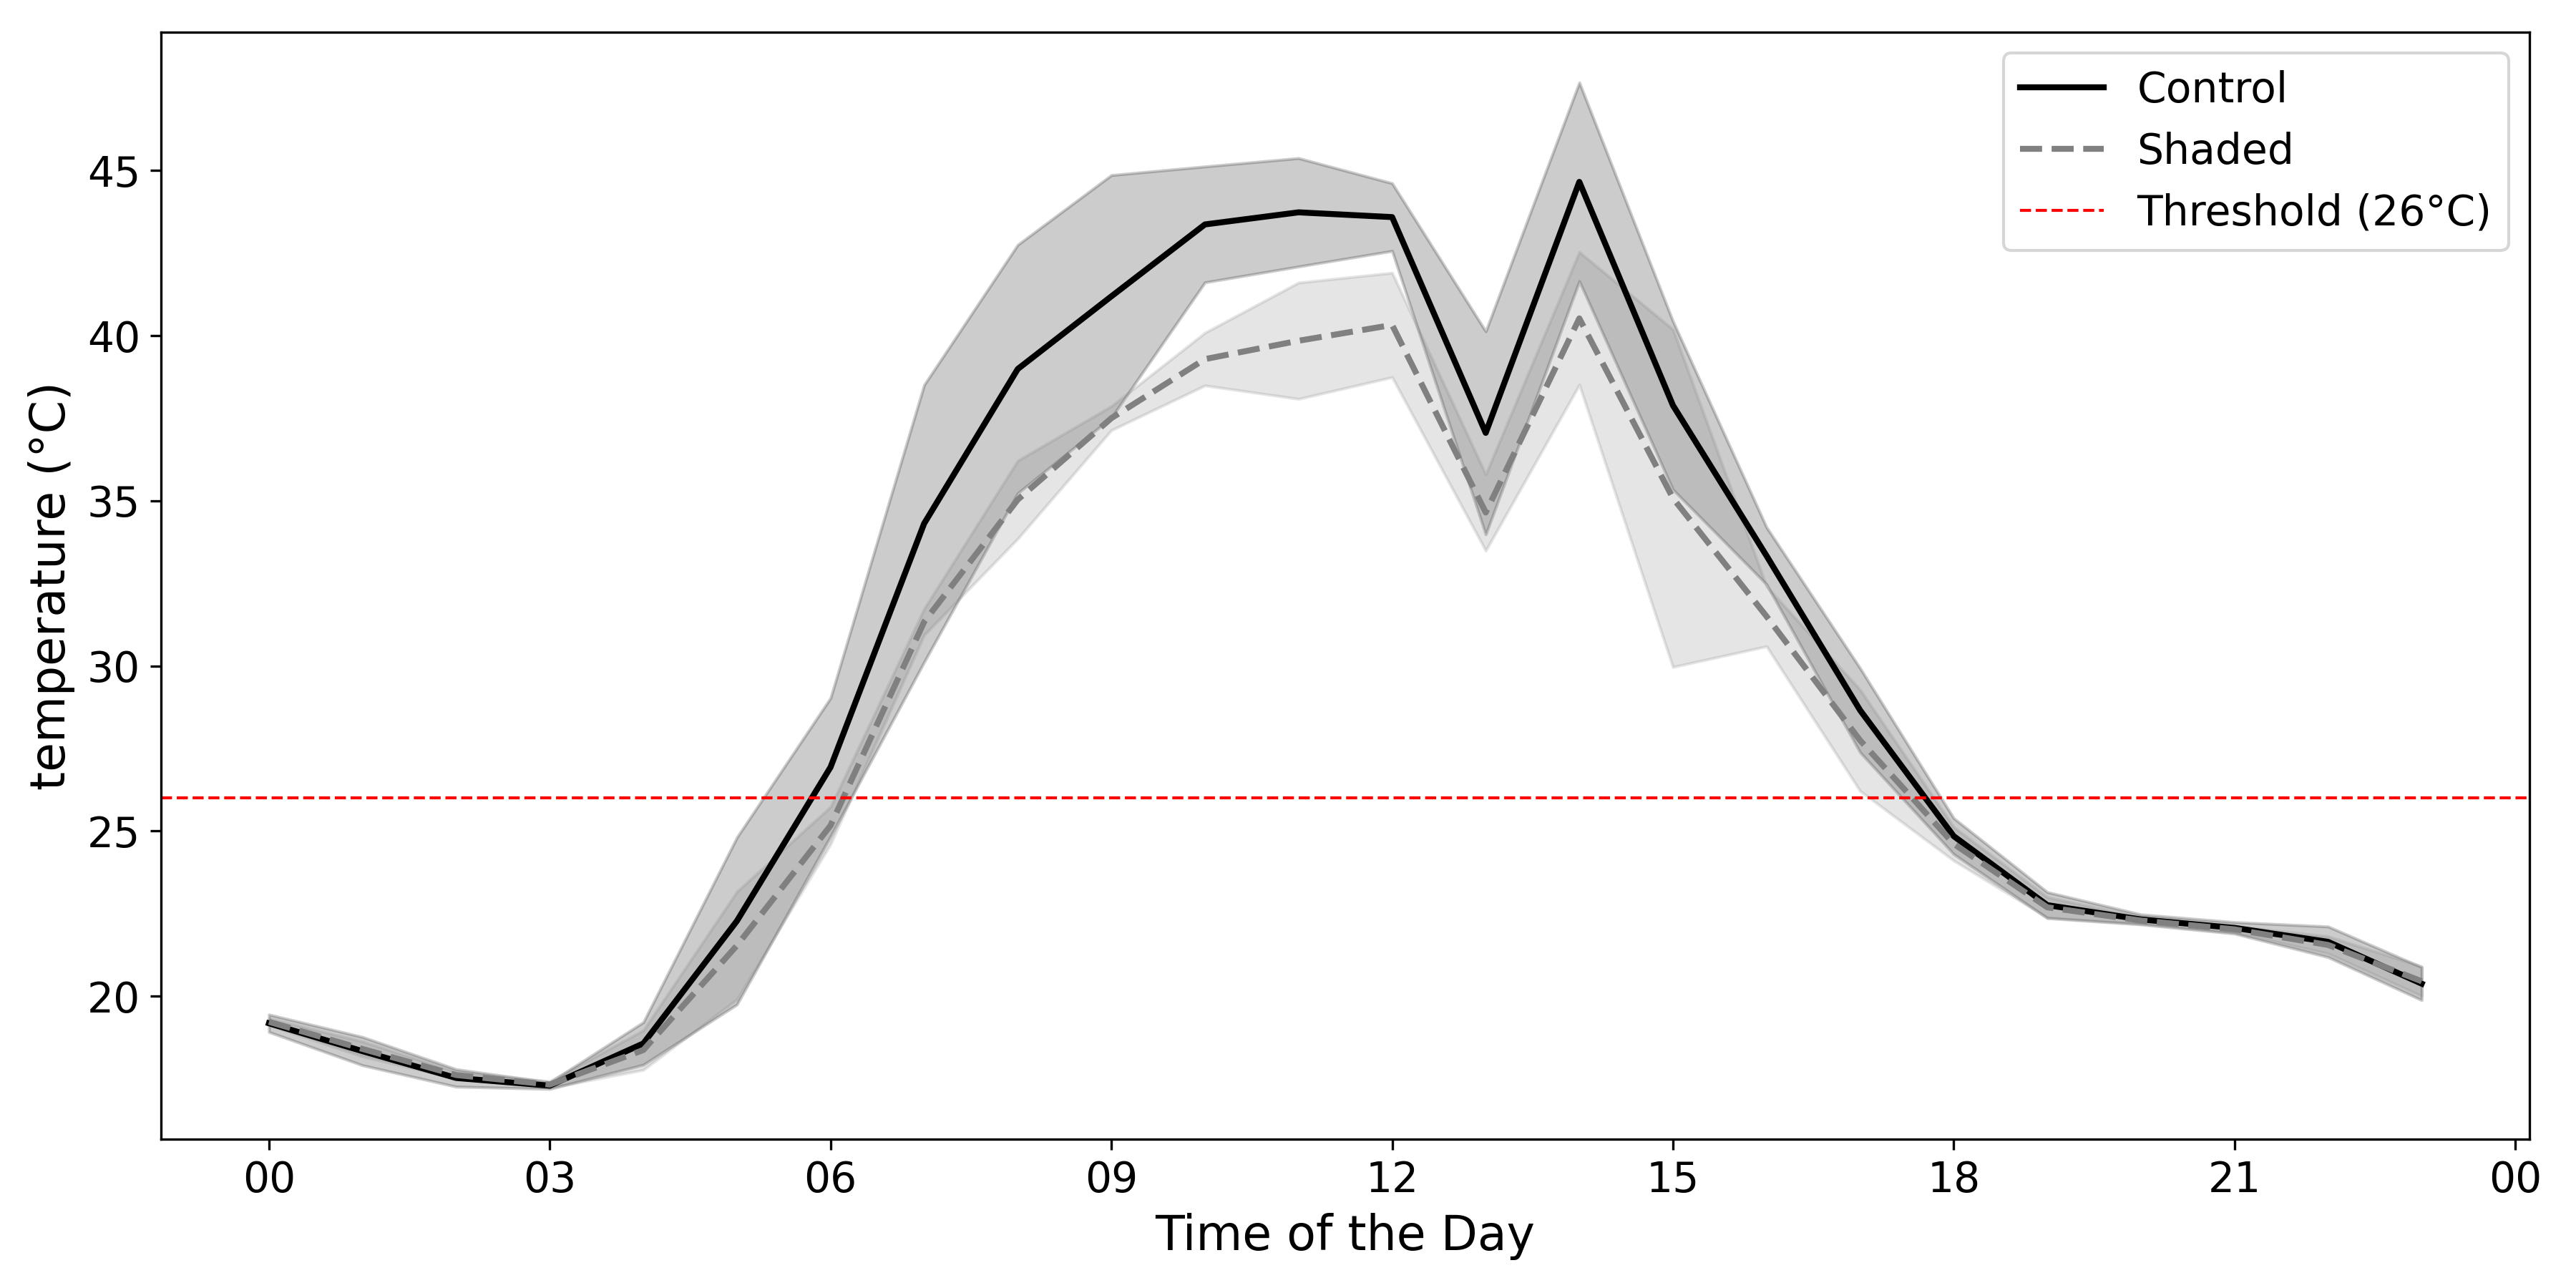 Control
Shaded
Threshold (26°C)
temperature (°C)
45
40
35
30
25
20
00 03 06 09 12 15 18 21 00
Time of the Day